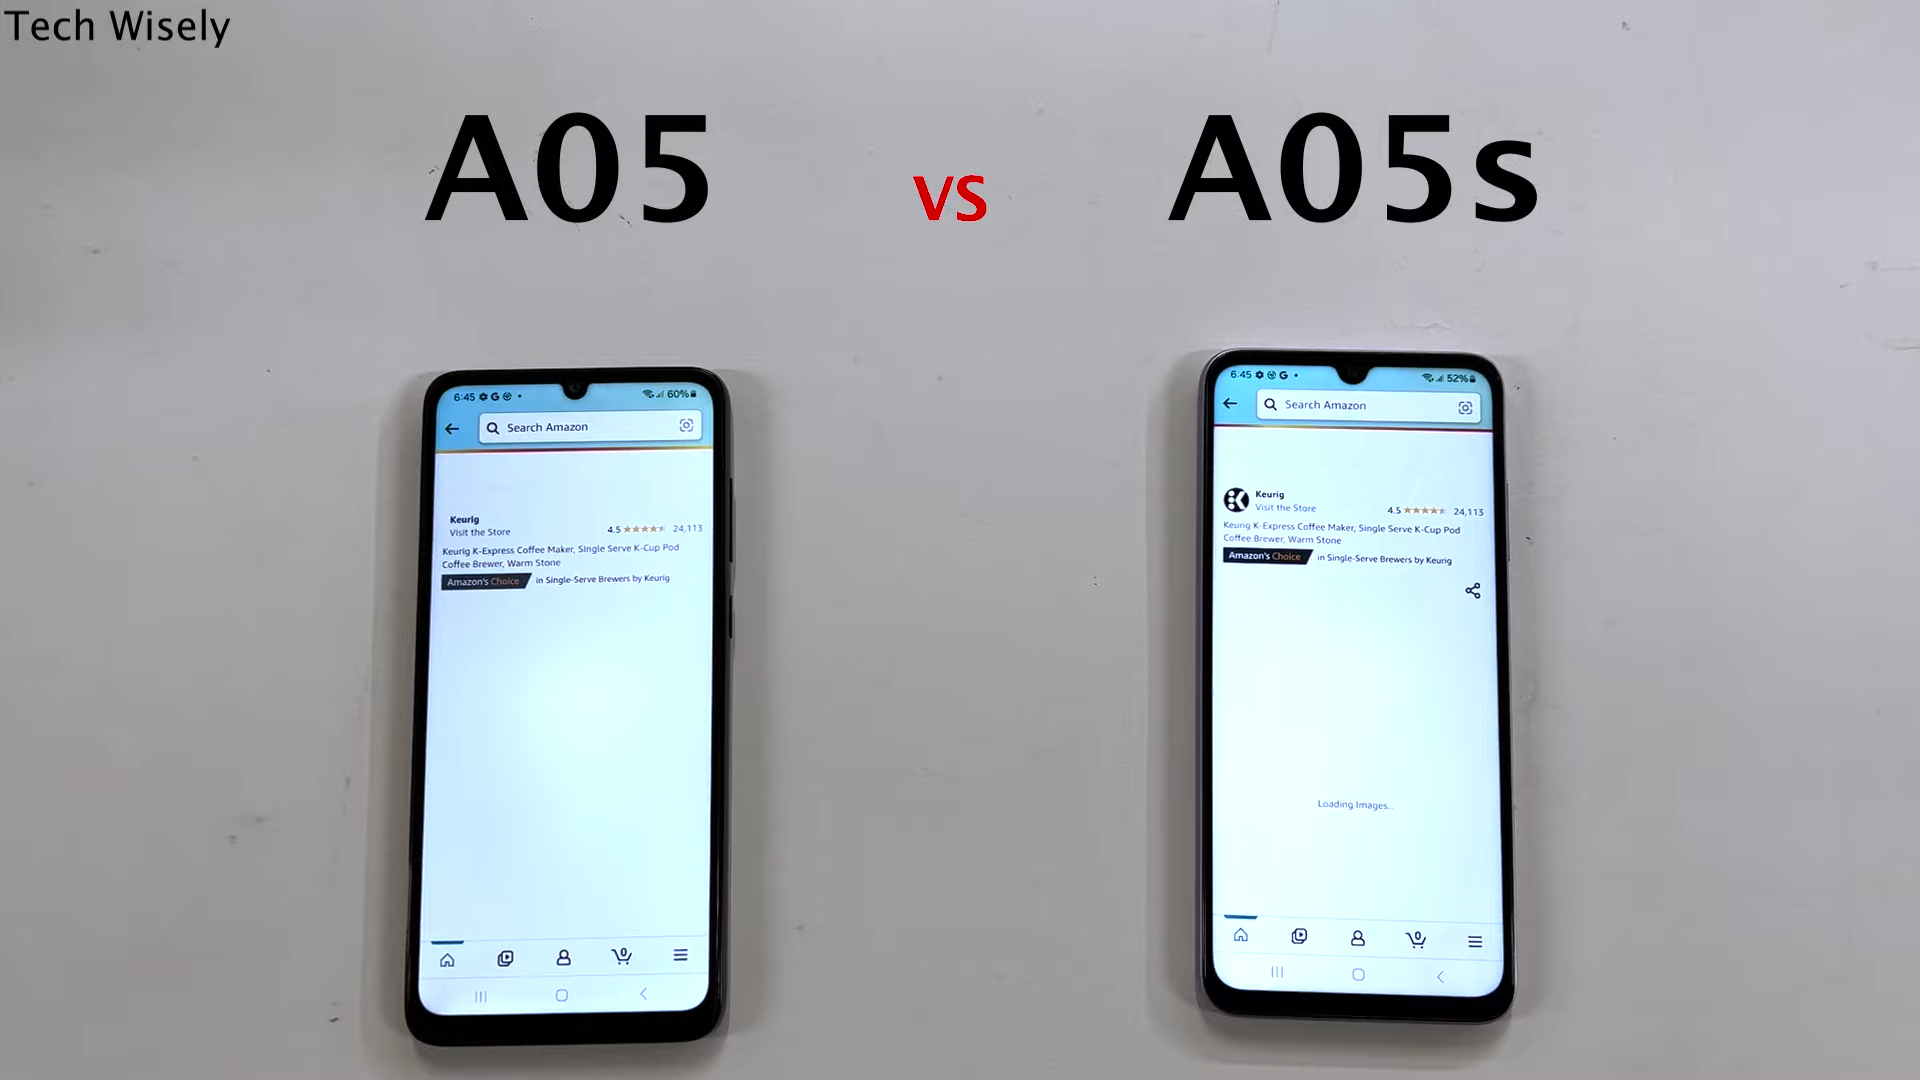 Tech Wisely
A05 vs A05s
6:45 G 60%
Search Amazon
Keurig
Visit the Store
4.5 24,113
Keurig K-Express Coffee Maker, Single Serve K-Cup Pod
Coffee Brewer, Warm Stone
Amazon's Choice in Single-Serve Brewers by Keurig
0
6:45 G 52%
Search Amazon
Keurig
Visit the Store
4.5 24,113
Keurig K-Express Coffee Maker, Single Serve K-Cup Pod
Coffee Brewer, Warm Stone
Amazon's Choice in Single-Serve Brewers by Keurig
Loading Images...
0